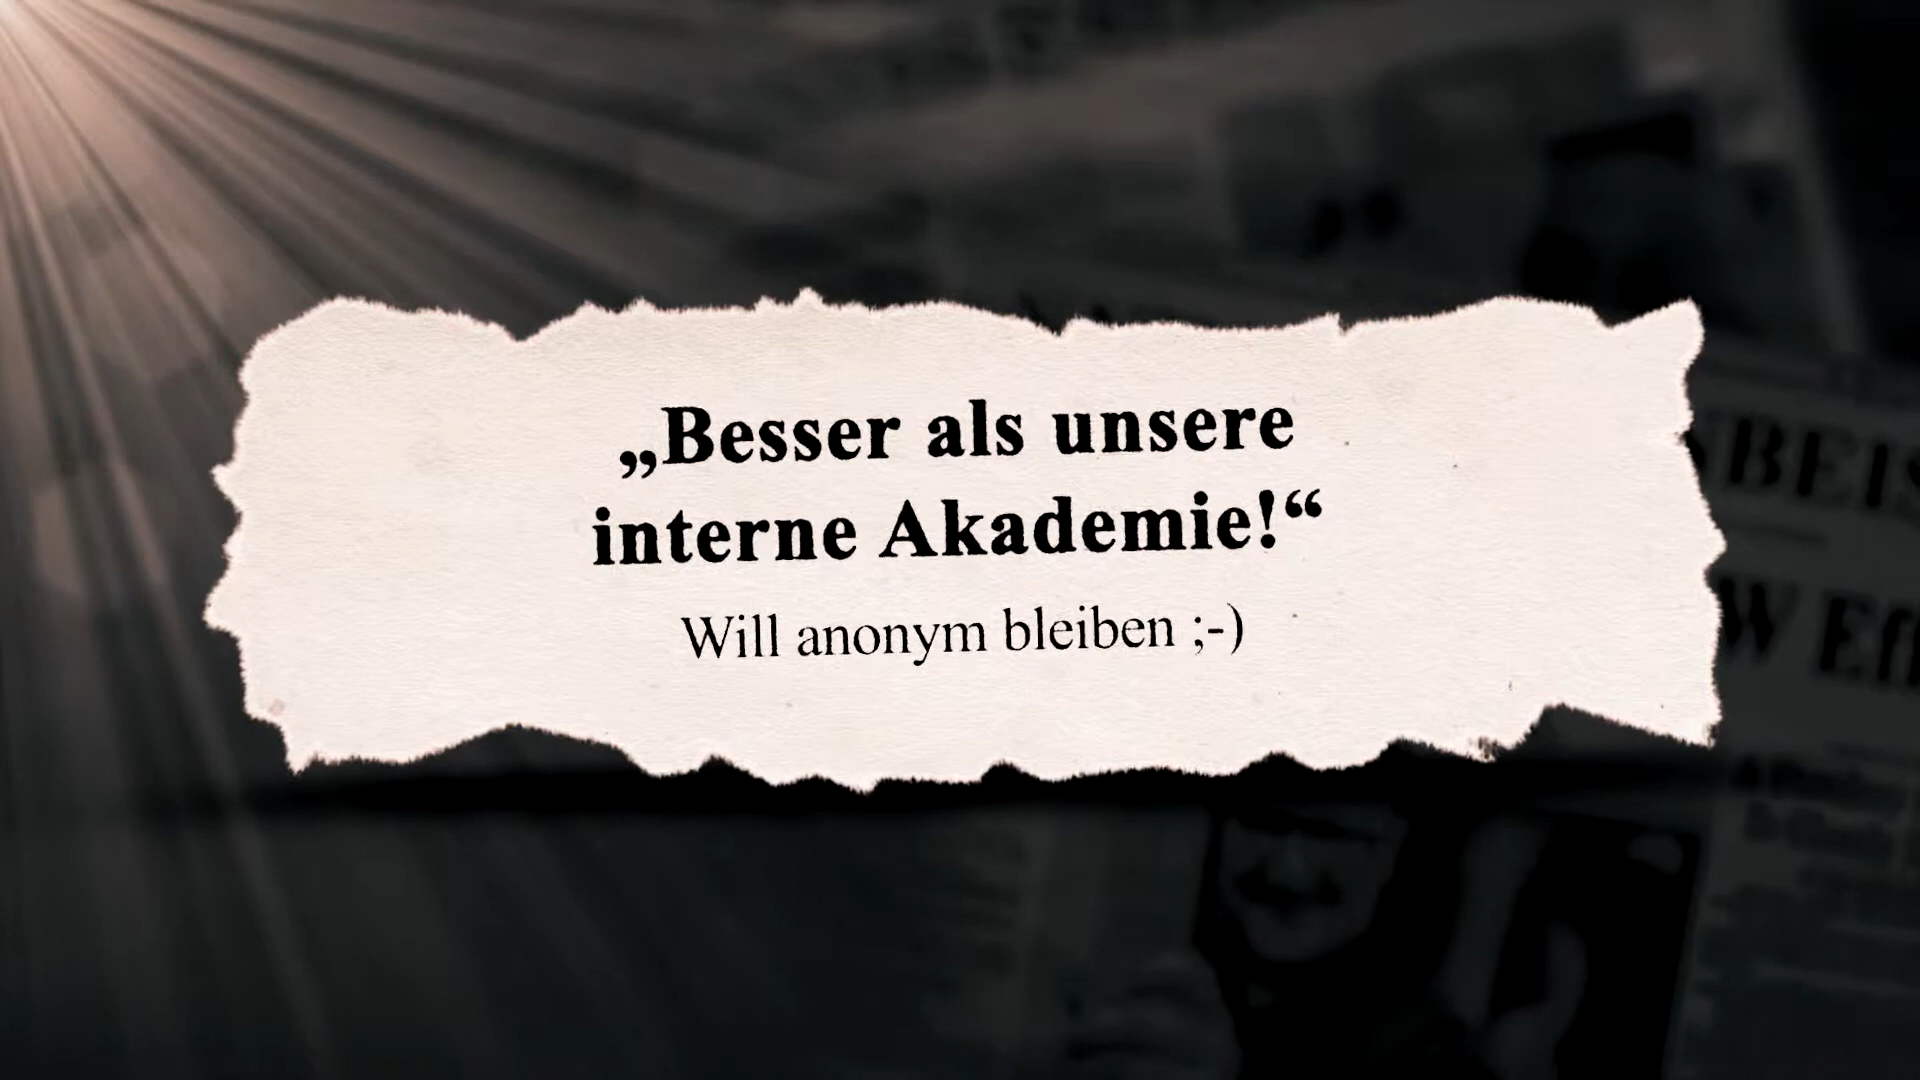 „Besser als unsere
interne Akademie!“
Will anonym bleiben ;-)